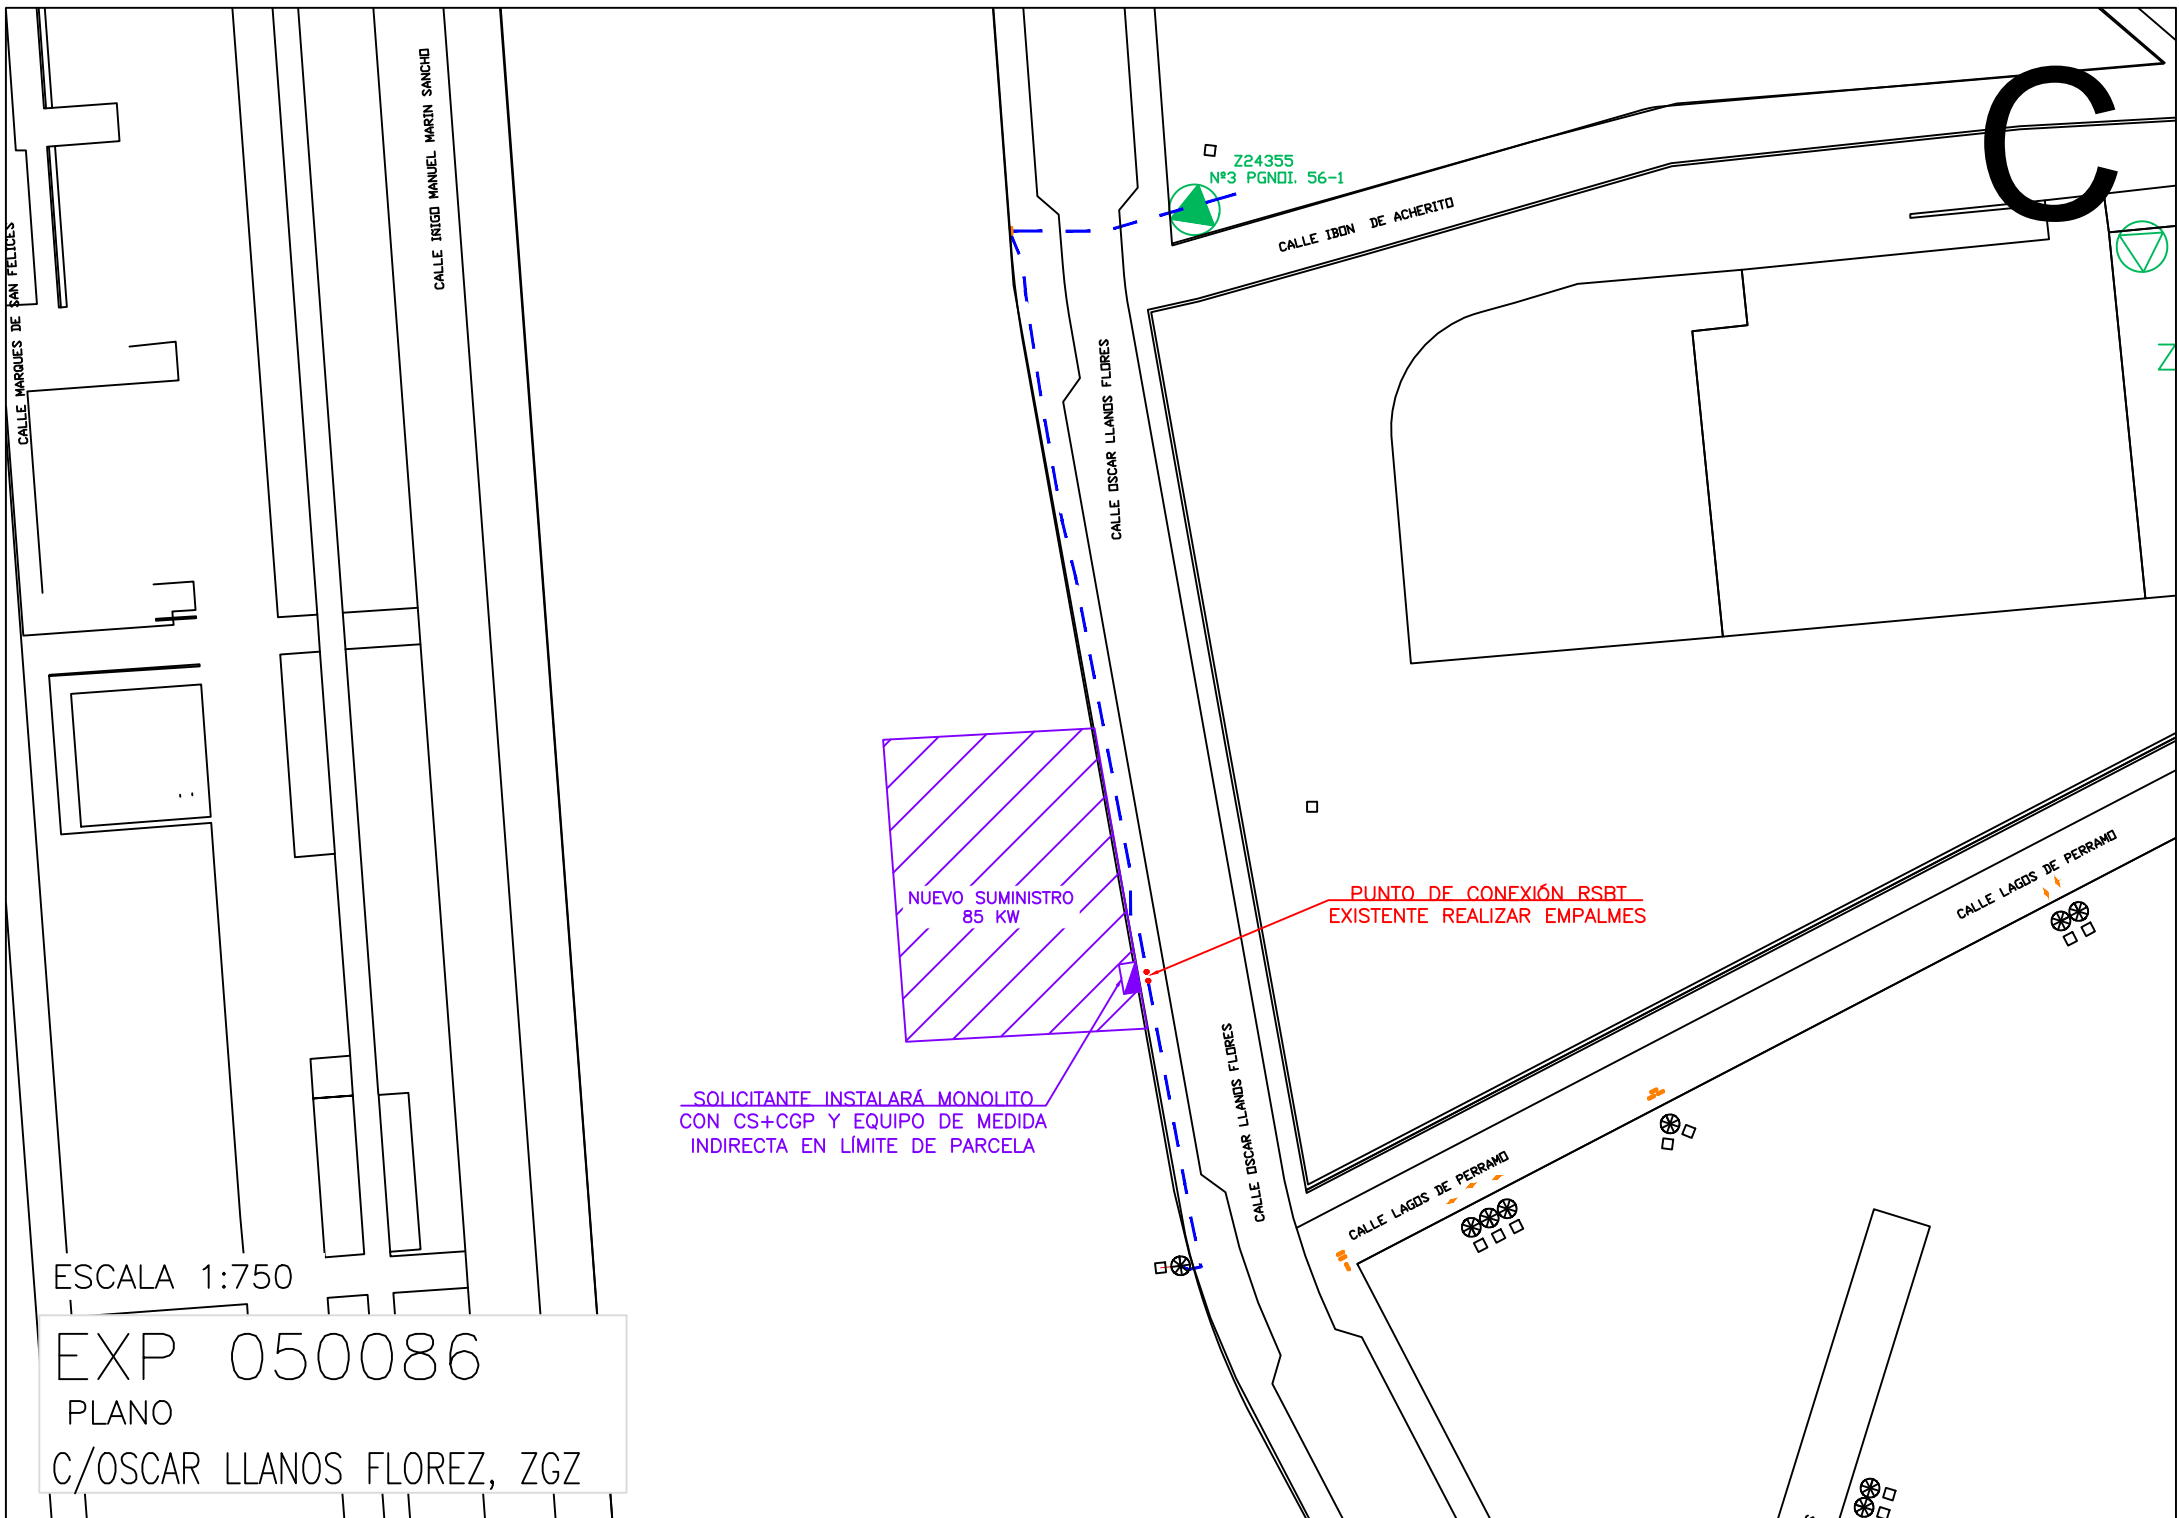 C
Z24355
Nº3 PGNDI. 56-1
CALLE IBON DE ACHERITO
CALLE IÑIGO MANUEL MARIN SANCHO
CALLE MARQUES DE SAN FELICES
CALLE OSCAR LLANOS FLORES
Z
CALLE LAGOS DE PERRAMO
NUEVO SUMINISTRO
85 KW
PUNTO DE CONEXIÓN RSBT
EXISTENTE REALIZAR EMPALMES
CALLE OSCAR LLANOS FLORES
SOLICITANTE INSTALARÁ MONOLITO
CON CS+CGP Y EQUIPO DE MEDIDA
INDIRECTA EN LÍMITE DE PARCELA
CALLE LAGOS DE PERRAMO
ESCALA 1:750
EXP 050086
PLANO
C/OSCAR LLANOS FLOREZ, ZGZ